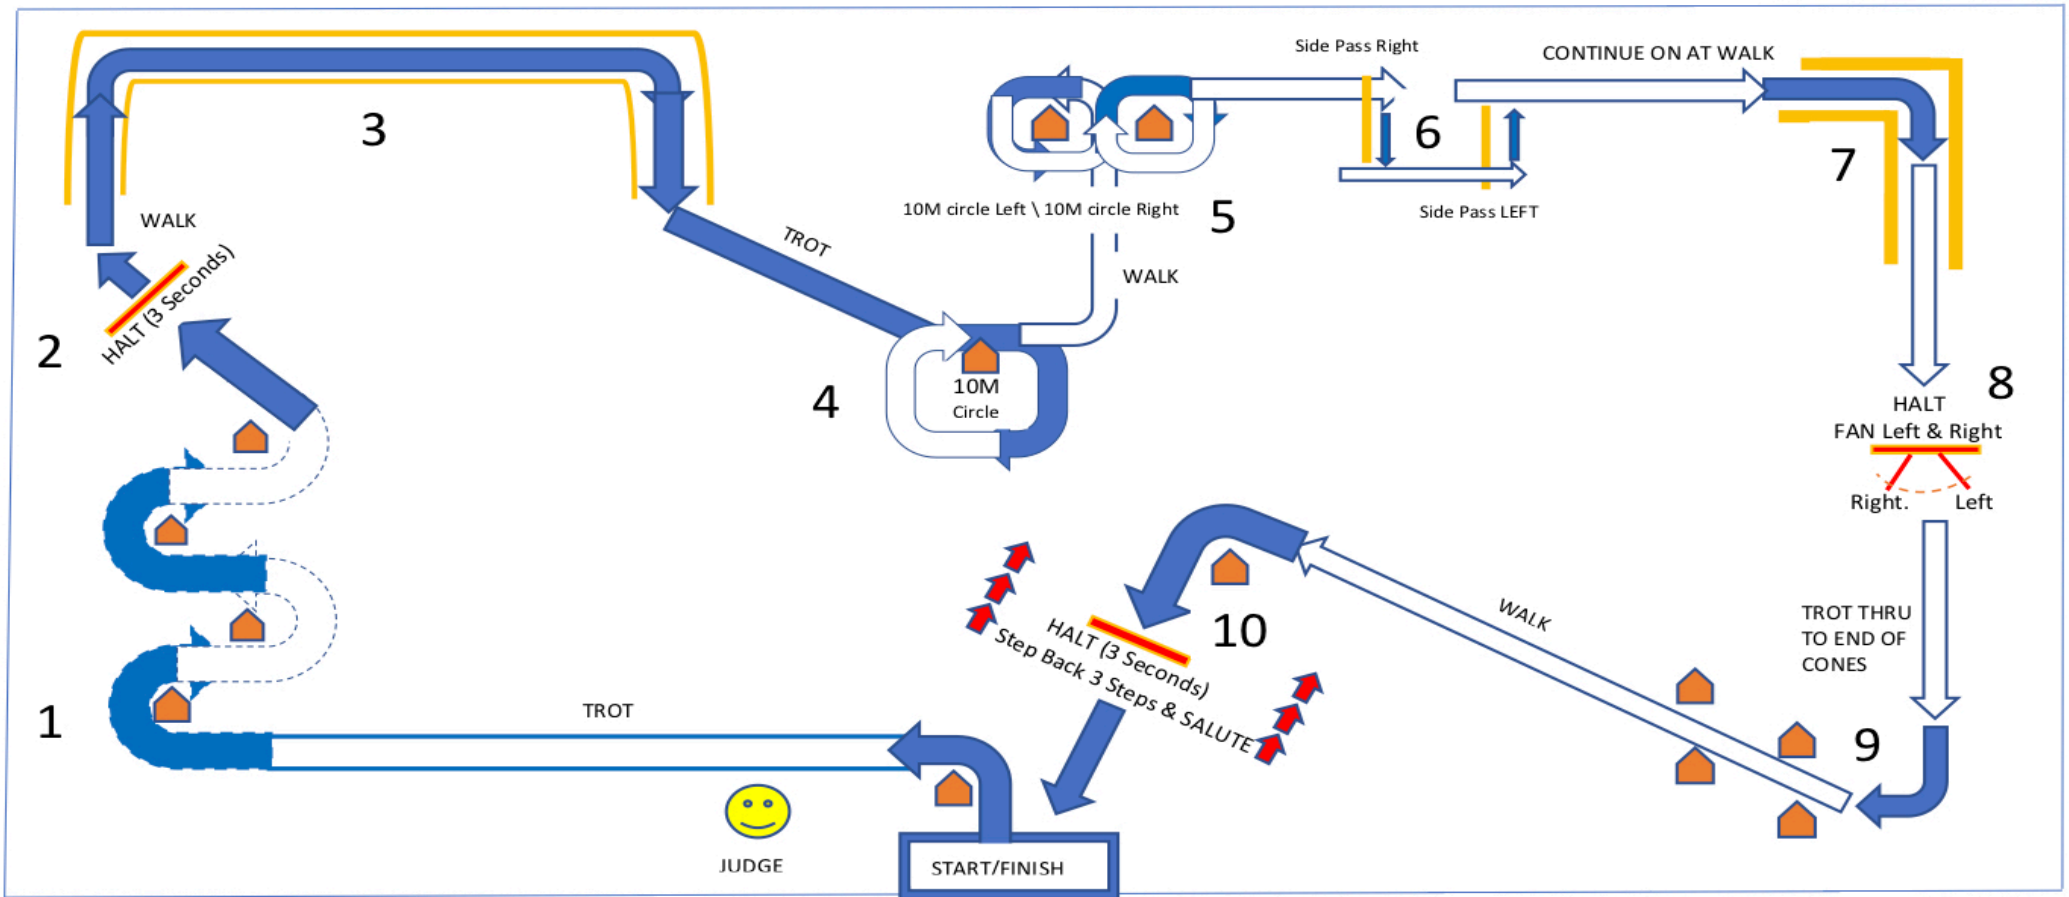 Side Pass Right
CONTINUE ON AT WALK
3
6
7
WALK
10M circle Left \ 10M circle Right
5
Side Pass LEFT
TROT
HALT (3 Seconds)
WALK
2
4
10M
Circle
8
HALT
FAN Left & Right
Right.
Left
1
TROT
HALT (3 Seconds)
Step Back 3 Steps & SALUTE
10
WALK
TROT THRU
TO END OF
CONES
9
JUDGE
START/FINISH